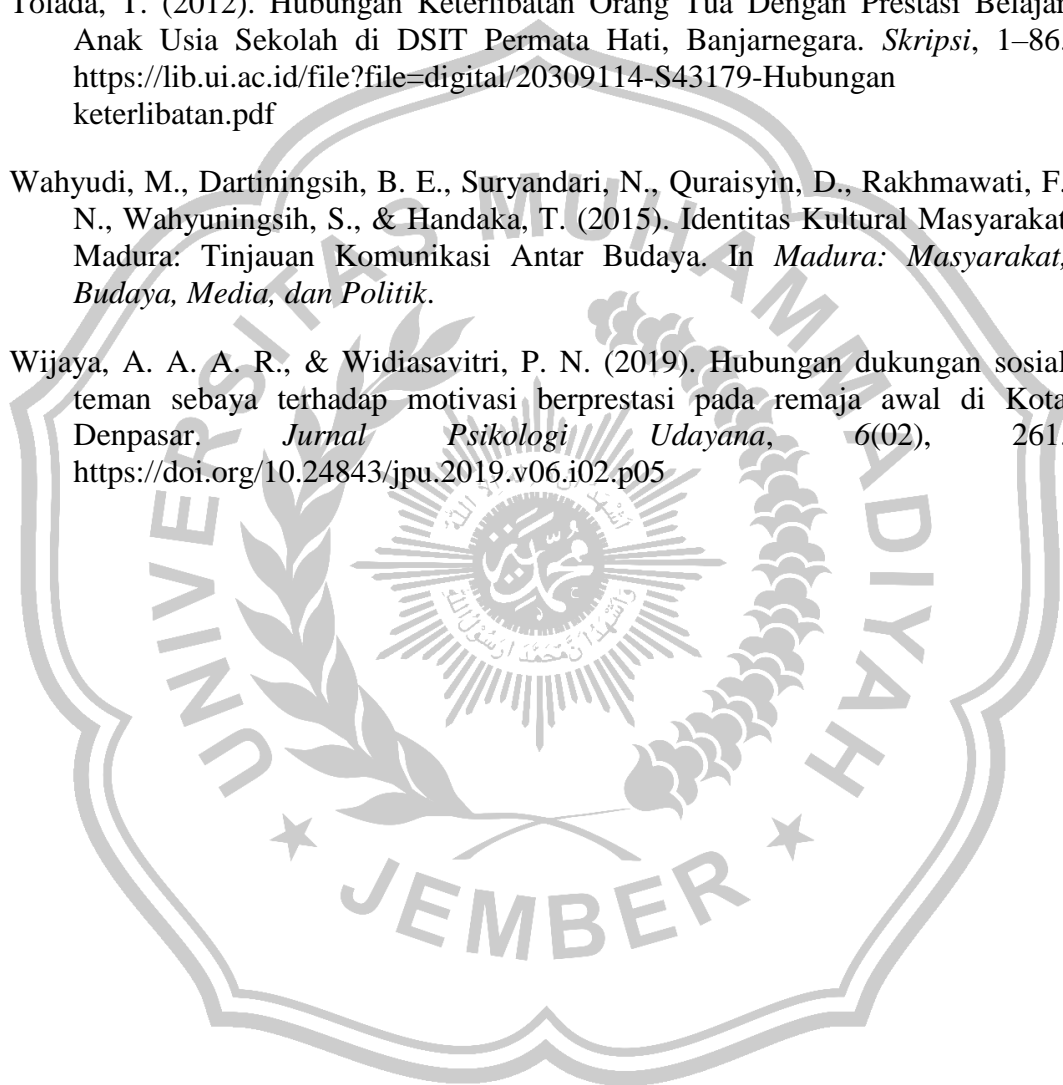 Tolada, T. (2012). Hubungan Keterlibatan Orang Tua Dengan Prestasi Belajar
Anak Usia Sekolah di DSIT Permata Hati, Banjarnegara. Skripsi, 1–86.
https://lib.ui.ac.id/file?file=digital/20309114-S43179-Hubungan
keterlibatan.pdf
Wahyudi, M., Dartiningsih, B. E., Suryandari, N., Quraisyin, D., Rakhmawati, F.
N., Wahyuningsih, S., & Handaka, T. (2015). Identitas Kultural Masyarakat
Madura: Tinjauan Komunikasi Antar Budaya. In Madura: Masyarakat,
Budaya, Media, dan Politik.
Wijaya, A. A. A. R., & Widiasavitri, P. N. (2019). Hubungan dukungan sosial
teman sebaya terhadap motivasi berprestasi pada remaja awal di Kota
Denpasar. Jurnal Psikologi Udayana, 6(02), 261.
https://doi.org/10.24843/jpu.2019.v06.i02.p05
UNIVERSITAS MUHAMMADIYAH
JEMBER